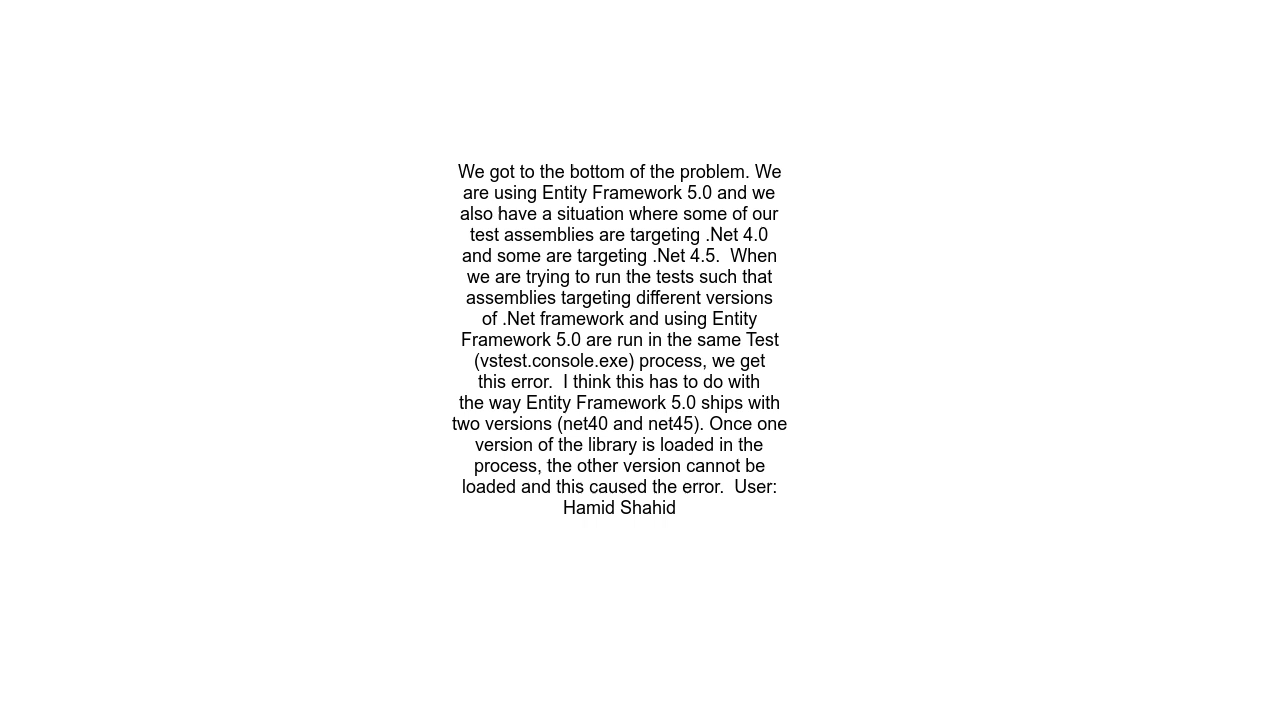 We got to the bottom of the problem. We
are using Entity Framework 5.0 and we
also have a situation where some of our
test assemblies are targeting .Net 4.0
and some are targeting .Net 4.5.  When
we are trying to run the tests such that
assemblies targeting different versions
of .Net framework and using Entity
Framework 5.0 are run in the same Test
(vstest.console.exe) process, we get
this error.  I think this has to do with
the way Entity Framework 5.0 ships with
two versions (net40 and net45). Once one
version of the library is loaded in the
process, the other version cannot be
loaded and this caused the error.  User:
Hamid Shahid